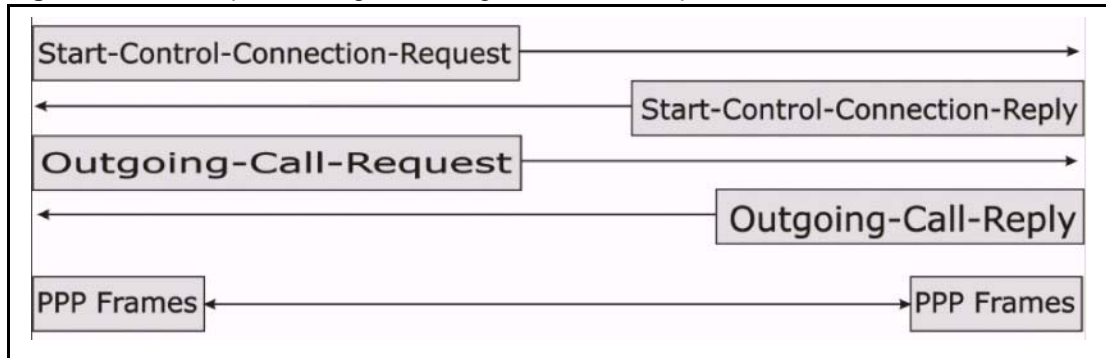 Start-Control-Connection-Request
Start-Control-Connection-Reply
Outgoing-Call-Request
Outgoing-Call-Reply
PPP Frames PPP Frames